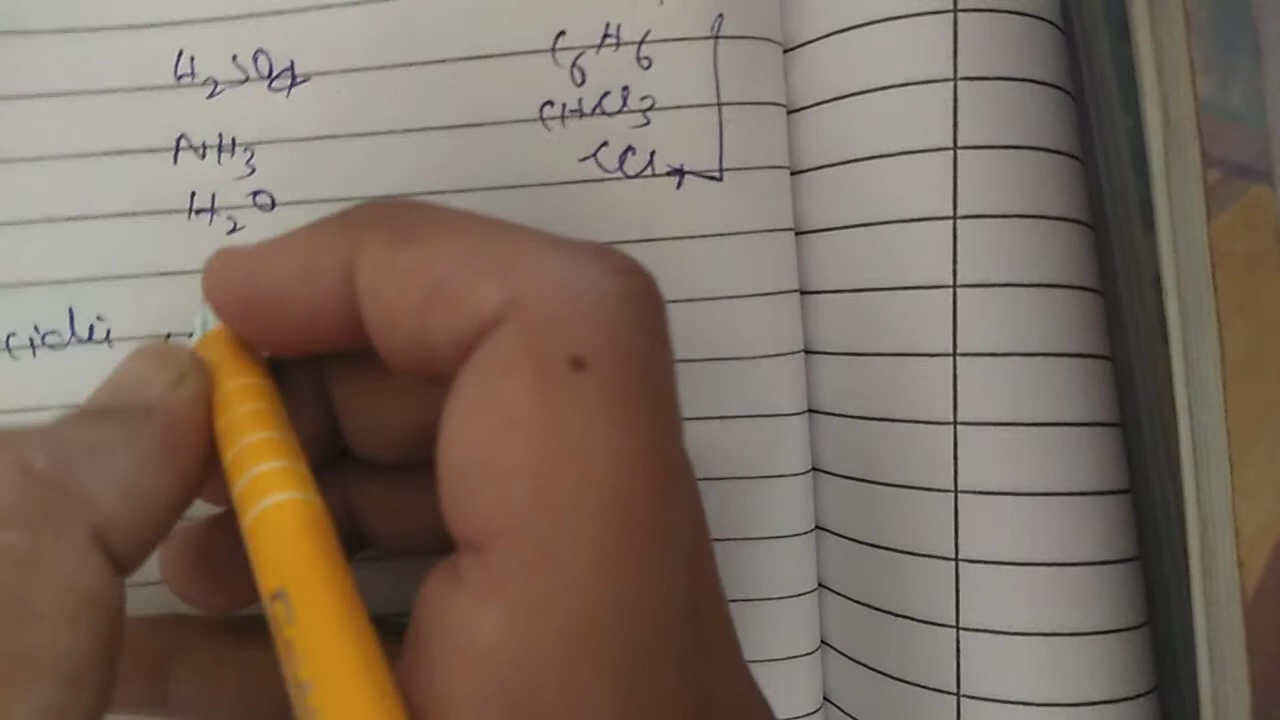 H₂SO₄
NH₃
H₂O
C₆H₆
CHCl₃
CCl₄